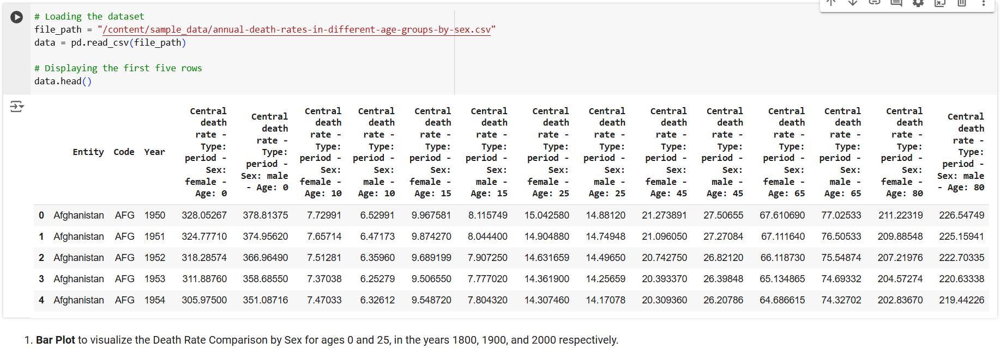 # Loading the dataset
file_path = "/content/sample_data/annual-death-rates-in-different-age-groups-by-sex.csv"
data = pd.read_csv(file_path)
# Displaying the first five rows
data.head()
Entity Code Year Central death rate - Type: period - Sex: female - Age: 0 Central death rate - Type: period - Sex: male - Age: 0 Central death rate - Type: period - Sex: female - Age: 10 Central death rate - Type: period - Sex: male - Age: 10 Central death rate - Type: period - Sex: female - Age: 15 Central death rate - Type: period - Sex: male - Age: 15 Central death rate - Type: period - Sex: female - Age: 25 Central death rate - Type: period - Sex: male - Age: 25 Central death rate - Type: period - Sex: female - Age: 45 Central death rate - Type: period - Sex: male - Age: 45 Central death rate - Type: period - Sex: female - Age: 65 Central death rate - Type: period - Sex: male - Age: 65 Central death rate - Type: period - Sex: female - Age: 80 Central death rate - Type: period - Sex: male - Age: 80
0 Afghanistan AFG 1950 328.05267 378.81375 7.72991 6.52991 9.967581 8.115749 15.042580 14.88120 21.273891 27.50655 67.610690 77.02533 211.22319 226.54749
1 Afghanistan AFG 1951 324.77710 374.95620 7.65714 6.47173 9.874270 8.044400 14.904880 14.74948 21.096050 27.27084 67.111640 76.50533 209.88548 225.15941
2 Afghanistan AFG 1952 318.28574 366.96490 7.51281 6.35960 9.689199 7.907250 14.631659 14.49650 20.742750 26.82120 66.118730 75.54874 207.21976 222.70335
3 Afghanistan AFG 1953 311.88760 358.68550 7.37038 6.25279 9.506550 7.777020 14.361900 14.25659 20.393370 26.39848 65.134865 74.69332 204.57274 220.63338
4 Afghanistan AFG 1954 305.97500 351.08716 7.47033 6.32612 9.548720 7.804320 14.307460 14.17078 20.309360 26.20786 64.686615 74.32702 202.83670 219.44226
1. Bar Plot to visualize the Death Rate Comparison by Sex for ages 0 and 25, in the years 1800, 1900, and 2000 respectively.